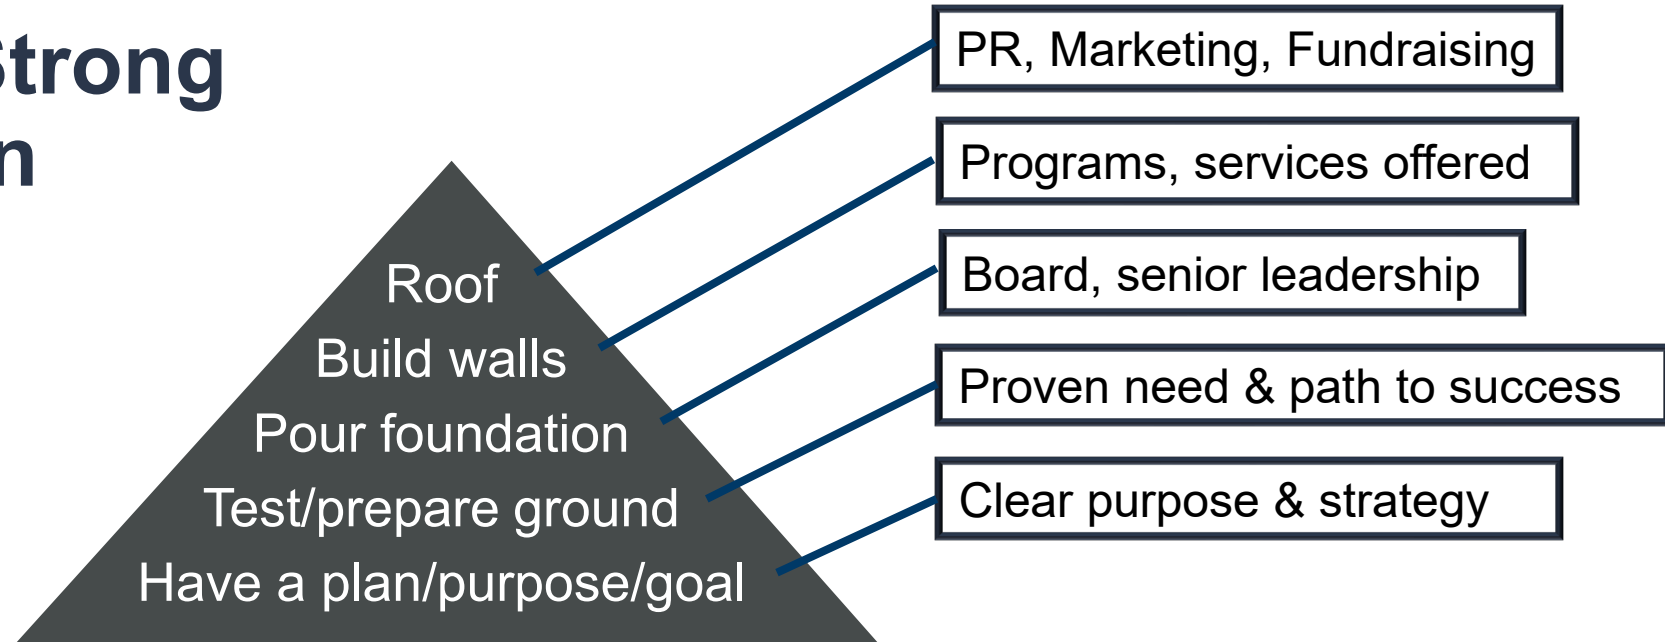 Strong
n
PR, Marketing, Fundraising
Programs, services offered
Board, senior leadership
Proven need & path to success
Clear purpose & strategy
Roof
Build walls
Pour foundation
Test/prepare ground
Have a plan/purpose/goal